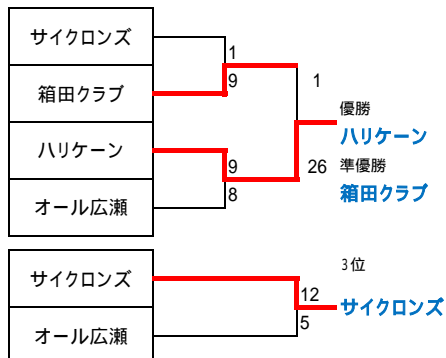 サイクロンズ
1
9
箱田クラブ
1
優勝
ハリケーン
ハリケーン
9
26 準優勝
8
箱田クラブ
オール広瀬
3位
サイクロンズ
12
サイクロンズ
5
オール広瀬